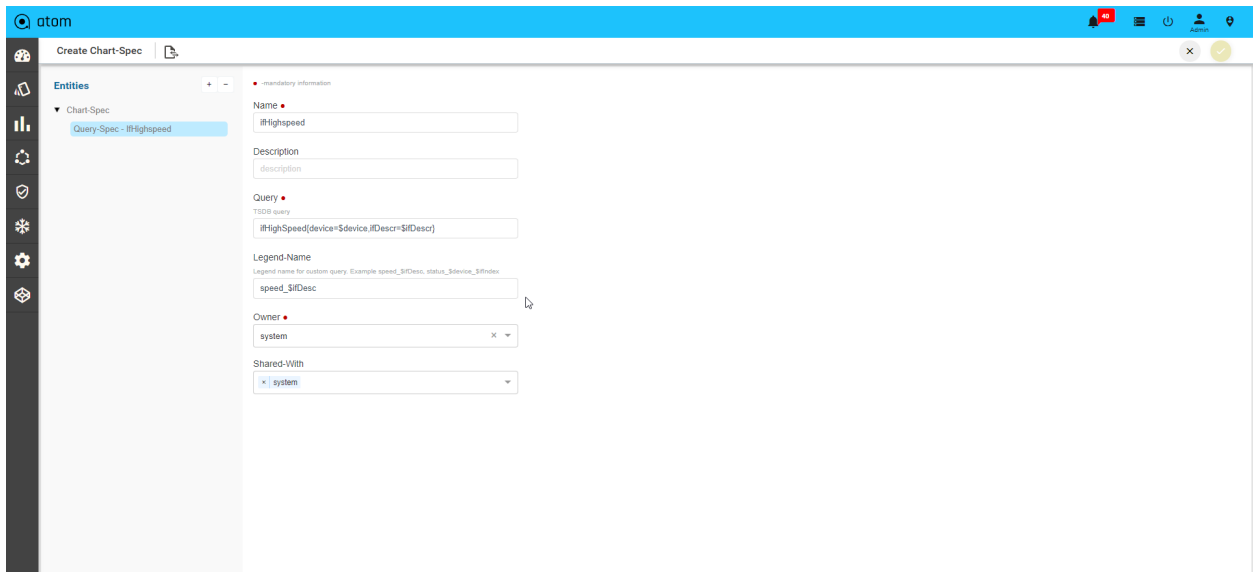 atom
40
Admin
Create Chart-Spec
Entities
+ -
Chart-Spec
Query-Spec - IfHighspeed
-mandatory information
Name
ifHighspeed
Description
description
Query
TSDB query
ifHighSpeed{device=$device,ifDescr=$ifDescr}
Legend-Name
Legend name for custom query. Example speed_$ifDesc, status_$device_$ifIndex
speed_$ifDesc
Owner
system
Shared-With
× system